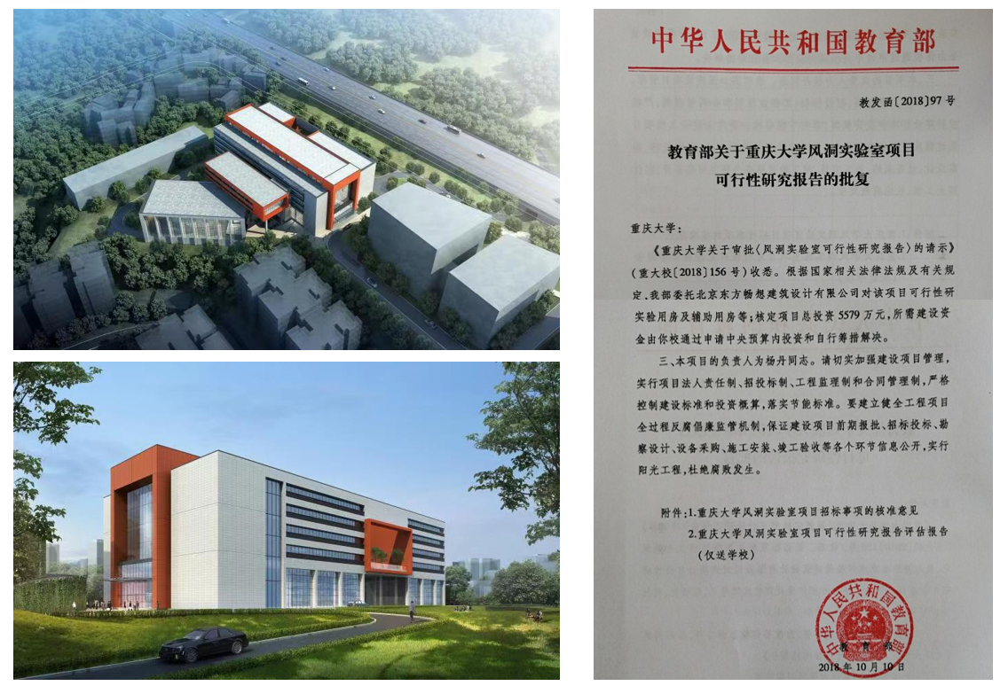 中华人民共和国教育部
教发函〔2018〕97 号
教育部关于重庆大学风洞实验室项目
可行性研究报告的批复
重庆大学：
《重庆大学关于审批〈风洞实验室可行性研究报告〉的请示》
（重大校〔2018〕156 号）收悉。根据国家相关法律法规及有关规
定，我部委托北京东方畅想建筑设计有限公司对该项目可行性研
实验用房及辅助用房等；核定项目总投资 5579 万元，所需建设资
金由你校通过申请中央预算内投资和自行筹措解决。
三、本项目的负责人为杨丹同志。请切实加强建设项目管理，
实行项目法人责任制、招投标制、工程监理制和合同管理制，严格
控制建设标准和投资概算，落实节能标准。要建立健全工程项目
全过程反腐倡廉监管机制，保证建设项目前期报批、招标投标、勘
察设计、设备采购、施工安装、竣工验收等各个环节信息公开，实行
阳光工程，杜绝腐败发生。
附件：1.重庆大学风洞实验室项目招标事项的核准意见
2.重庆大学风洞实验室项目可行性研究报告评估报告
（仅送学校）
中华人民共和国教育部
教 育 部
2018 年 10 月 10 日